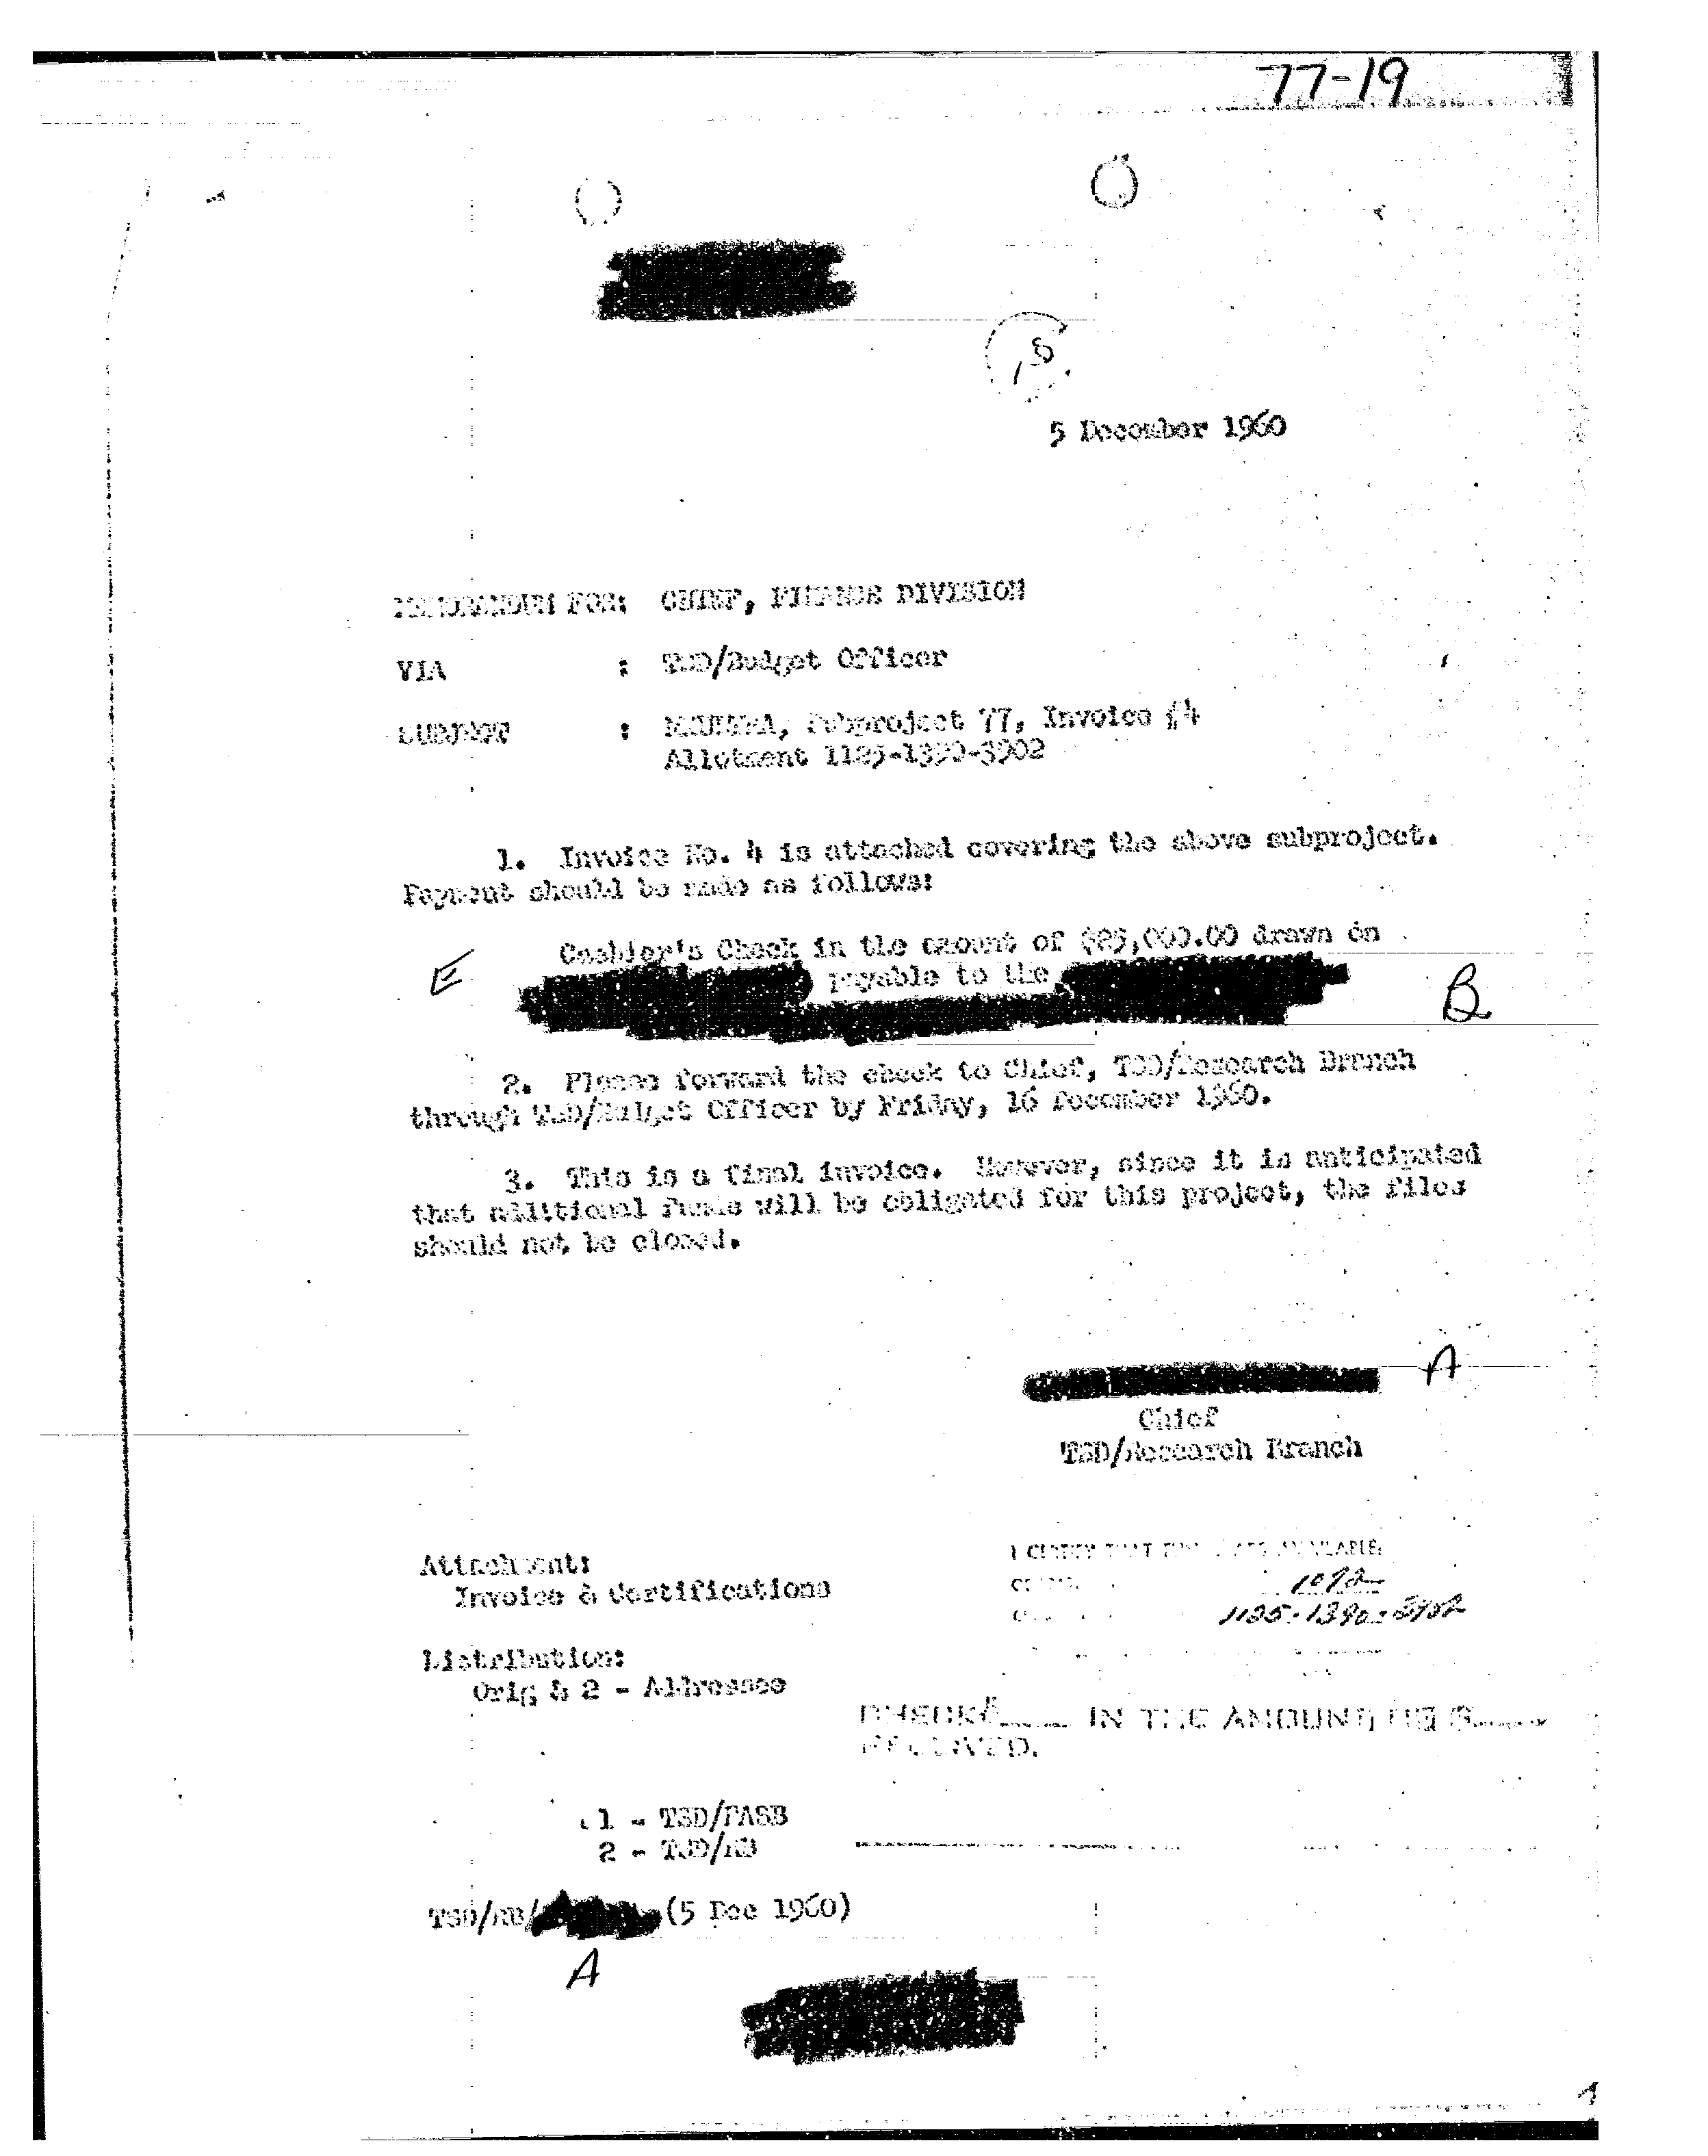 77-19
18
5 December 1960
MEMORANDUM FOR: CHIEF, FINANCE DIVISION
VIA : TSD/Budget Officer
SUBJECT : MKULTRA, Subproject 77, Invoice #4
Allotment 1125-1390-3902
1. Invoice No. 4 is attached covering the above subproject.
Payment should be made as follows:
Cashier's Check in the amount of $25,000.00 drawn on
E payable to the B
2. Please forward the check to Chief, TSD/Research Branch
through TSD/Budget Officer by Friday, 16 December 1960.
3. This is a final invoice. However, since it is anticipated
that additional funds will be obligated for this project, the files
should not be closed.
A
Chief
TSD/Research Branch
Attachment:
Invoice & Certifications
I CERTIFY THAT FUNDS ARE AVAILABLE
1092
1125-1390-3902
Distribution:
Orig & 2 - Addressee
CHECK IN THE AMOUNT OF $
RECEIVED.
1 - TSD/FASB
2 - TSD/RB
TSD/RB/ (5 Dec 1960)
A